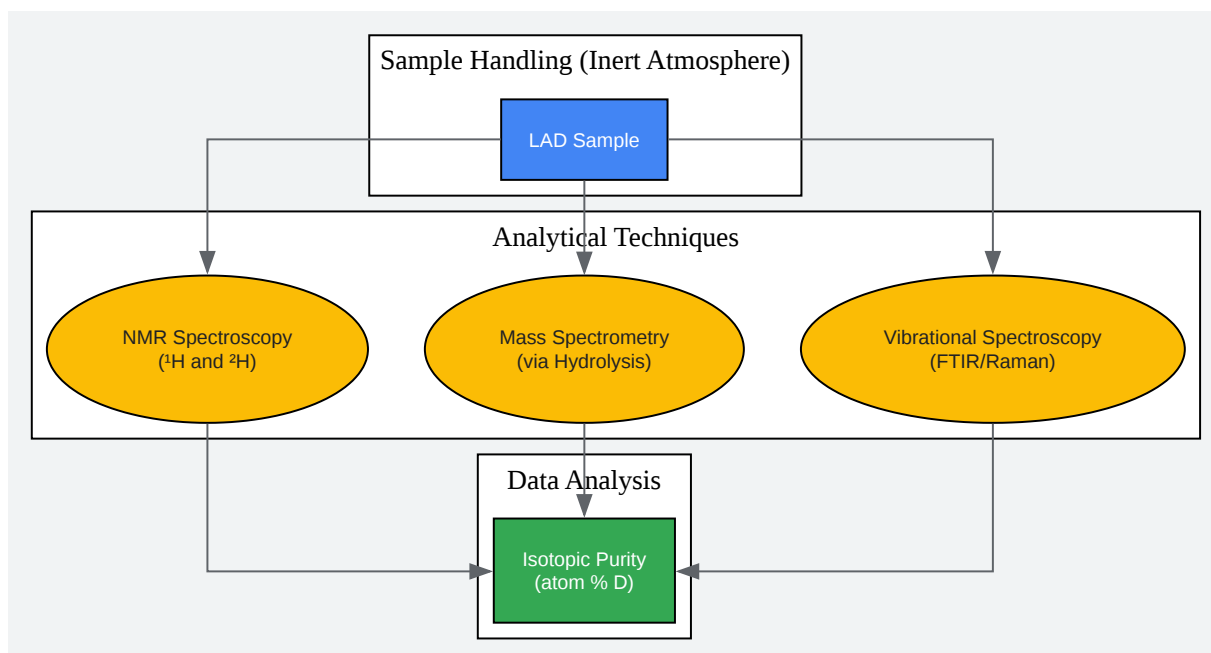 Sample Handling (Inert Atmosphere)
LAD Sample
Analytical Techniques
NMR Spectroscopy
(¹H and ²H)
Mass Spectrometry
(via Hydrolysis)
Vibrational Spectroscopy
(FTIR/Raman)
Data Analysis
Isotopic Purity
(atom % D)